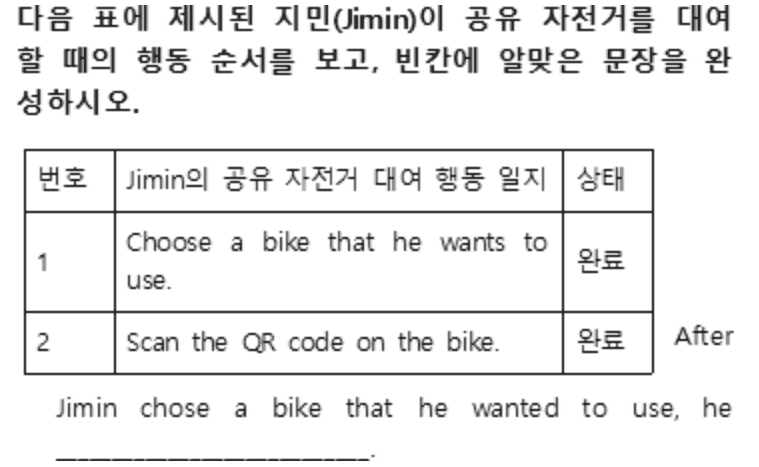 다음 표에 제시된 지민(Jimin)이 공유 자전거를 대여
할 때의 행동 순서를 보고, 빈칸에 알맞은 문장을 완
성하시오.
번호 Jimin의 공유 자전거 대여 행동 일지 상태
1 Choose a bike that he wants to
use. 완료
2 Scan the QR code on the bike. 완료
After
Jimin chose a bike that he wanted to use, he
_________________________.